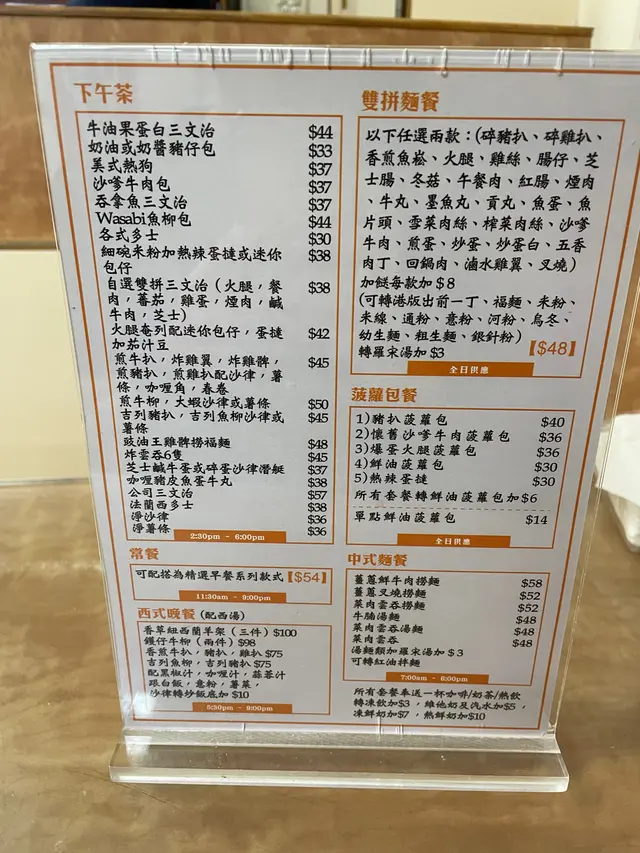 下午茶
牛油果蛋白三文治 $44
奶油或奶醬豬仔包 $33
美式熱狗 $37
沙嗲牛肉包 $37
吞拿魚三文治 $37
Wasabi魚柳包 $44
各式多士 $30
細碗米粉加熱辣蛋撻或迷你 $38
包仔
自選雙拼三文治（火腿，餐 $38
肉，蕃茄，雞蛋，煙肉，鹹
牛肉，芝士）
火腿奄列配迷你包仔，蛋撻 $42
加茄汁豆
煎牛扒，炸雞翼，炸雞髀， $45
煎豬扒，煎雞扒配沙律，薯
條，咖喱角，春卷
煎牛柳，大蝦沙律或薯條 $50
吉列豬扒，吉列魚柳沙律或 $45
薯條
豉油王雞髀撈福麵 $48
炸雲吞6隻 $45
芝士鹹牛蛋或碎蛋沙律潛艇 $37
咖喱豬皮魚蛋牛丸 $38
公司三文治 $57
法蘭西多士 $38
淨沙律 $36
淨薯條 $36
2:30pm - 6:00pm
常餐
可配搭為精選早餐系列款式【$54】
11:30am - 9:00pm
西式晚餐（配西湯）
香草紐西蘭羊架（三件）$100
鑊仔牛柳（兩件）$98
香煎牛扒，豬扒，雞扒 $75
吉列魚柳，吉列豬扒 $75
配黑椒汁，咖喱汁，蒜蓉汁
跟白飯，意粉，薯菜，
沙律轉炒飯底加 $10
5:30pm - 9:00pm
雙拼麵餐
以下任選兩款：(碎豬扒、碎雞扒、
香煎魚崧、火腿、雞絲、腸仔、芝
士腸、冬菇、午餐肉、紅腸、煙肉
、牛丸、墨魚丸、貢丸、魚蛋、魚
片頭、雪菜肉絲、榨菜肉絲、沙嗲
牛肉、煎蛋、炒蛋、炒蛋白、五香
肉丁、回鍋肉、滷水雞翼、叉燒)
加餸每款加 $8
(可轉港版出前一丁、福麵、米粉、
米線、通粉、意粉、河粉、烏冬、
幼生麵、粗生麵、銀針粉)
轉羅宋湯加 $3 【$48】
全日供應
菠蘿包餐
1)豬扒菠蘿包 $40
2)懷舊沙嗲牛肉菠蘿包 $36
3)爆蛋火腿菠蘿包 $36
4)鮮油菠蘿包 $30
5)熱辣蛋撻 $30
所有套餐轉鮮油菠蘿包加 $6
單點鮮油菠蘿包 $14
全日供應
中式麵餐
薑蔥鮮牛肉撈麵 $58
薑蔥叉燒撈麵 $52
菜肉雲吞撈麵 $52
牛腩湯麵 $48
菜肉雲吞湯麵 $48
菜肉雲吞 $48
湯麵類加羅宋湯加 $3
可轉紅油拌麵
7:00am - 6:00pm
所有套餐奉送一杯咖啡/奶茶/熱飲
轉凍飲加$3，維他奶及汽水加$5，
凍鮮奶加$7，熱鮮奶加$10